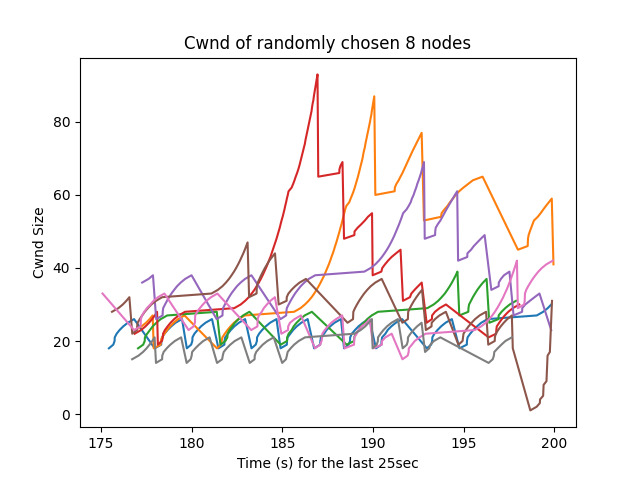 Cwnd of randomly chosen 8 nodes
Cwnd Size
80
60
40
20
0
175 180 185 190 195 200
Time (s) for the last 25sec